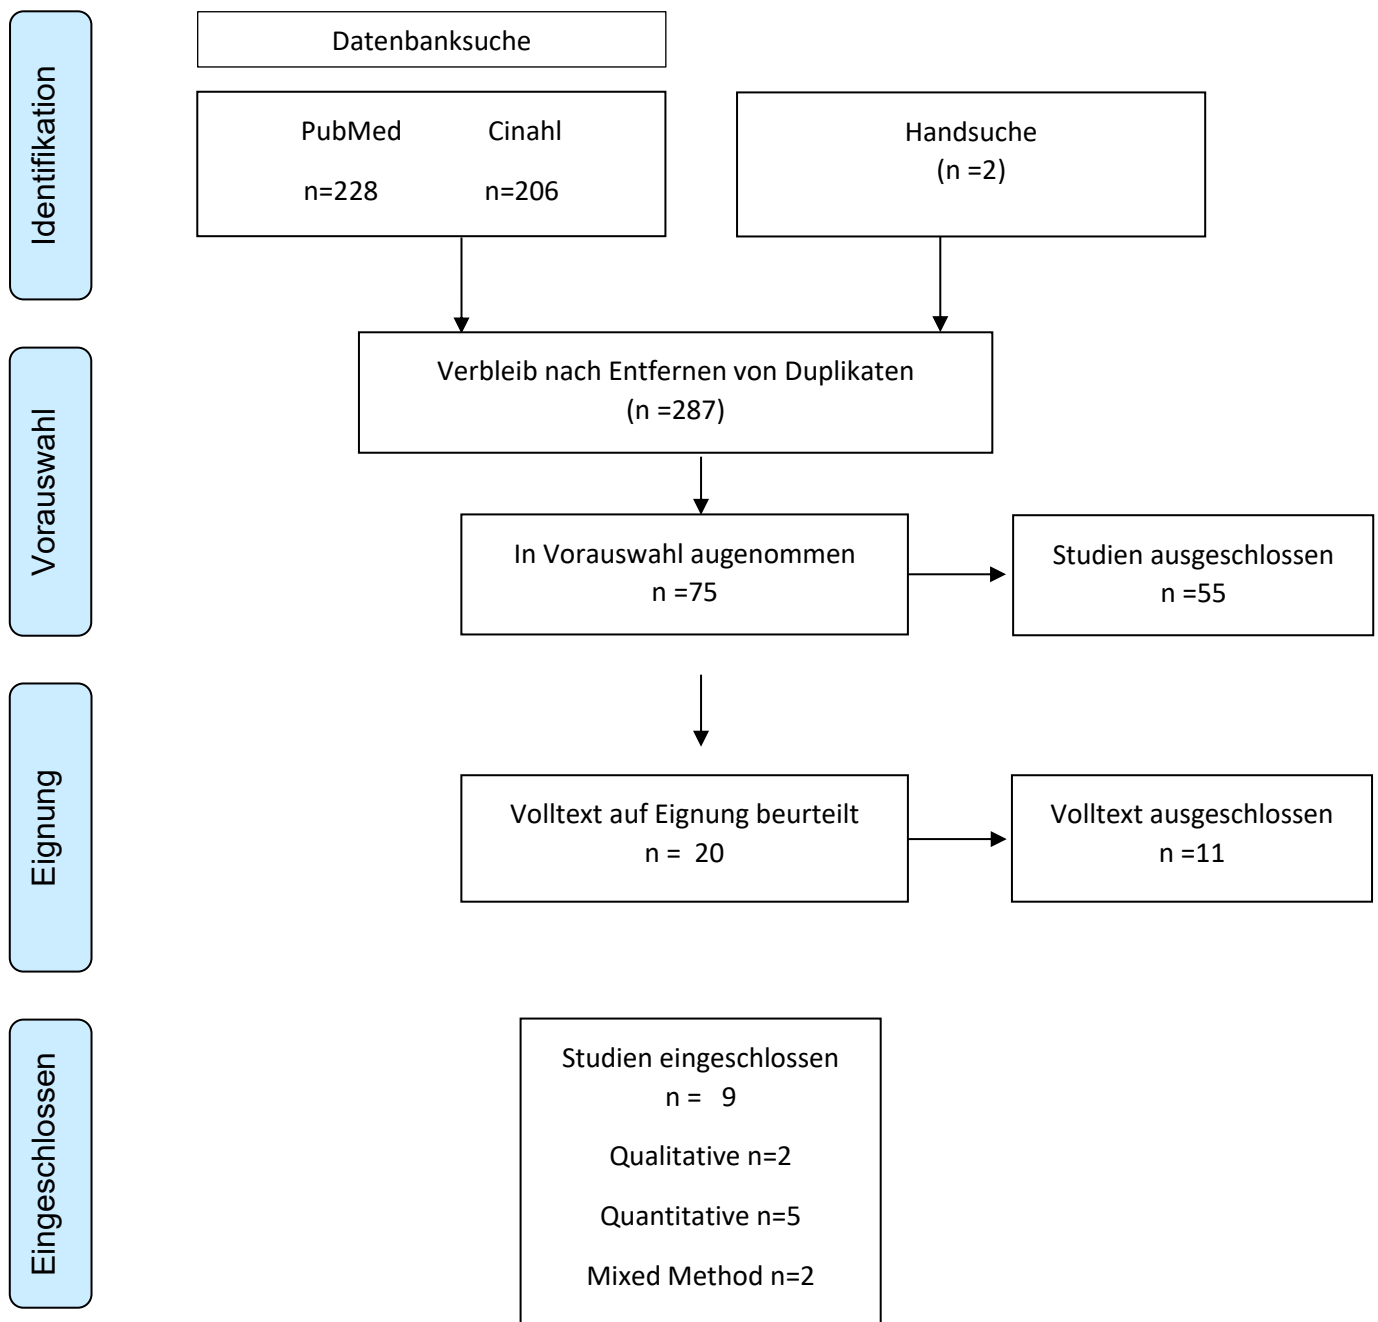 Identifikation
Datenbanksuche
PubMed Cinahl
n=228 n=206
Handsuche
(n =2)
Vorauswahl
Verbleib nach Entfernen von Duplikaten
(n =287)
In Vorauswahl augenommen
n =75
Studien ausgeschlossen
n =55
Eignung
Volltext auf Eignung beurteilt
n = 20
Volltext ausgeschlossen
n =11
Eingeschlossen
Studien eingeschlossen
n = 9
Qualitative n=2
Quantitative n=5
Mixed Method n=2